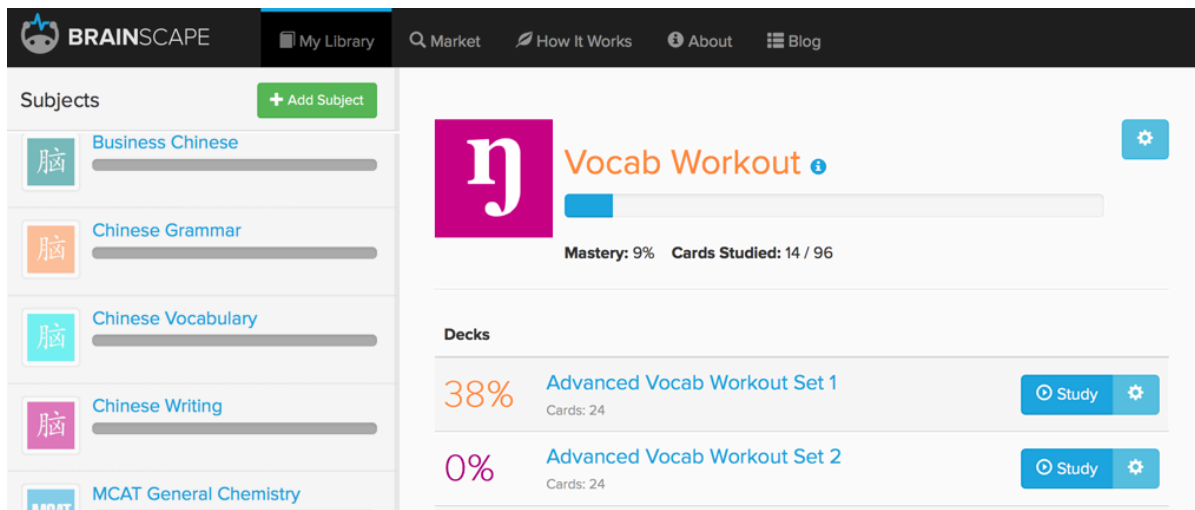 BRAINSCAPE
My Library
Market
How It Works
About
Blog
Subjects
Add Subject
脑
Business Chinese
脑
Chinese Grammar
脑
Chinese Vocabulary
脑
Chinese Writing
MCAT
MCAT General Chemistry
ŋ
Vocab Workout
Mastery: 9% Cards Studied: 14 / 96
Decks
38%
Advanced Vocab Workout Set 1
Cards: 24
Study
0%
Advanced Vocab Workout Set 2
Cards: 24
Study